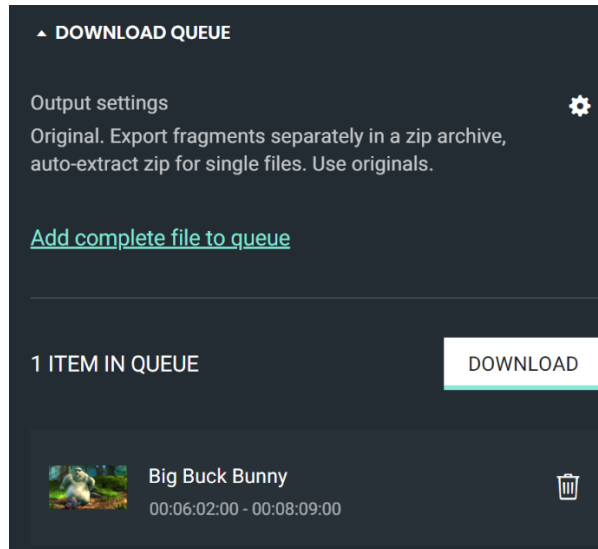 DOWNLOAD QUEUE
Output settings
Original. Export fragments separately in a zip archive,
auto-extract zip for single files. Use originals.
Add complete file to queue
1 ITEM IN QUEUE
DOWNLOAD
Big Buck Bunny
00:06:02:00 - 00:08:09:00